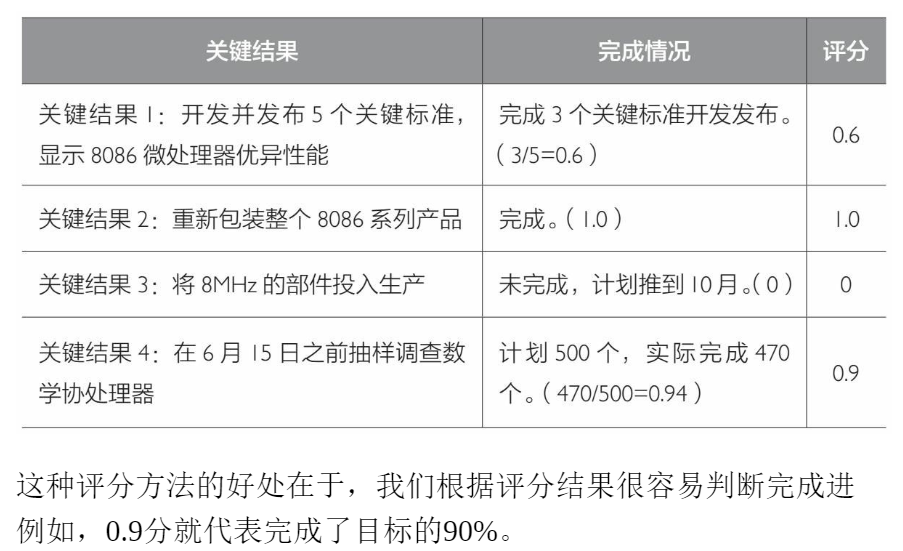 关键结果 完成情况 评分
关键结果 1：开发并发布 5 个关键标准，
显示 8086 微处理器优异性能
完成 3 个关键标准开发发布。
（3/5=0.6）
0.6
关键结果 2：重新包装整个 8086 系列产品
完成。（1.0）
1.0
关键结果 3：将 8MHz 的部件投入生产
未完成，计划推到 10 月。（0）
0
关键结果 4：在 6 月 15 日之前抽样调查数
学协处理器
计划 500 个，实际完成 470
个。（470/500=0.94）
0.9
这种评分方法的好处在于，我们根据评分结果很容易判断完成进
例如，0.9分就代表完成了目标的90%。